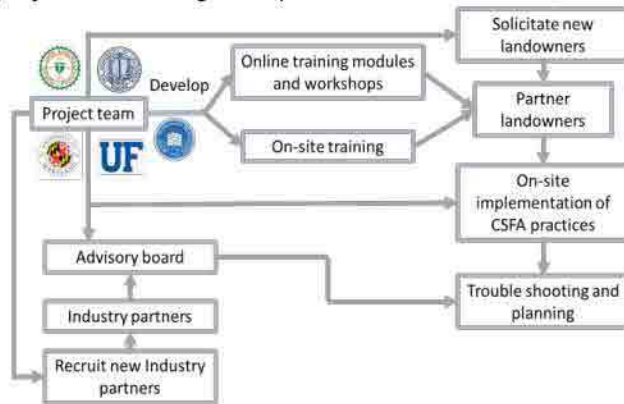 Solicitate new
landowners
Online training modules
and workshops
Develop
Project team
Partner
landowners
On-site training
UF
On-site
implementation of
CSFA practices
Advisory board
Trouble shooting and
planning
Industry partners
Recruit new Industry
partners